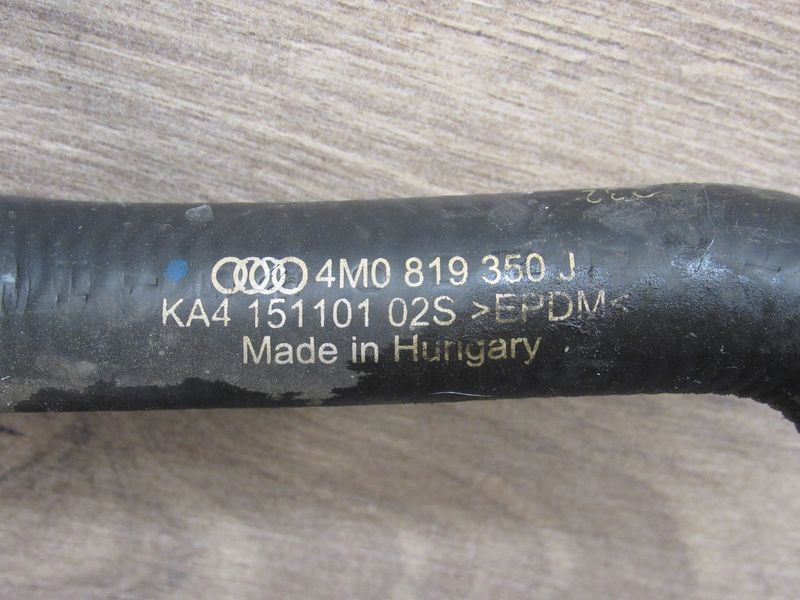 4M0 819 350 J
KA4 151101 02S >EPDM<
Made in Hungary